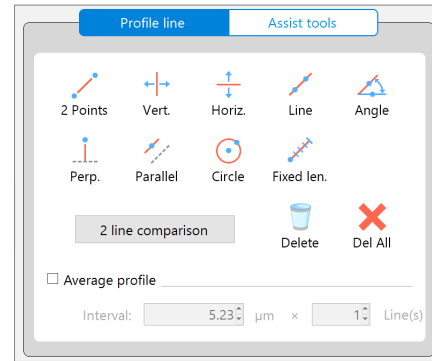 Profile line Assist tools
2 Points Vert. Horiz. Line Angle
Perp. Parallel Circle Fixed len.
2 line comparison Delete Del All
Average profile
Interval: 5.23 µm × 1 Line(s)